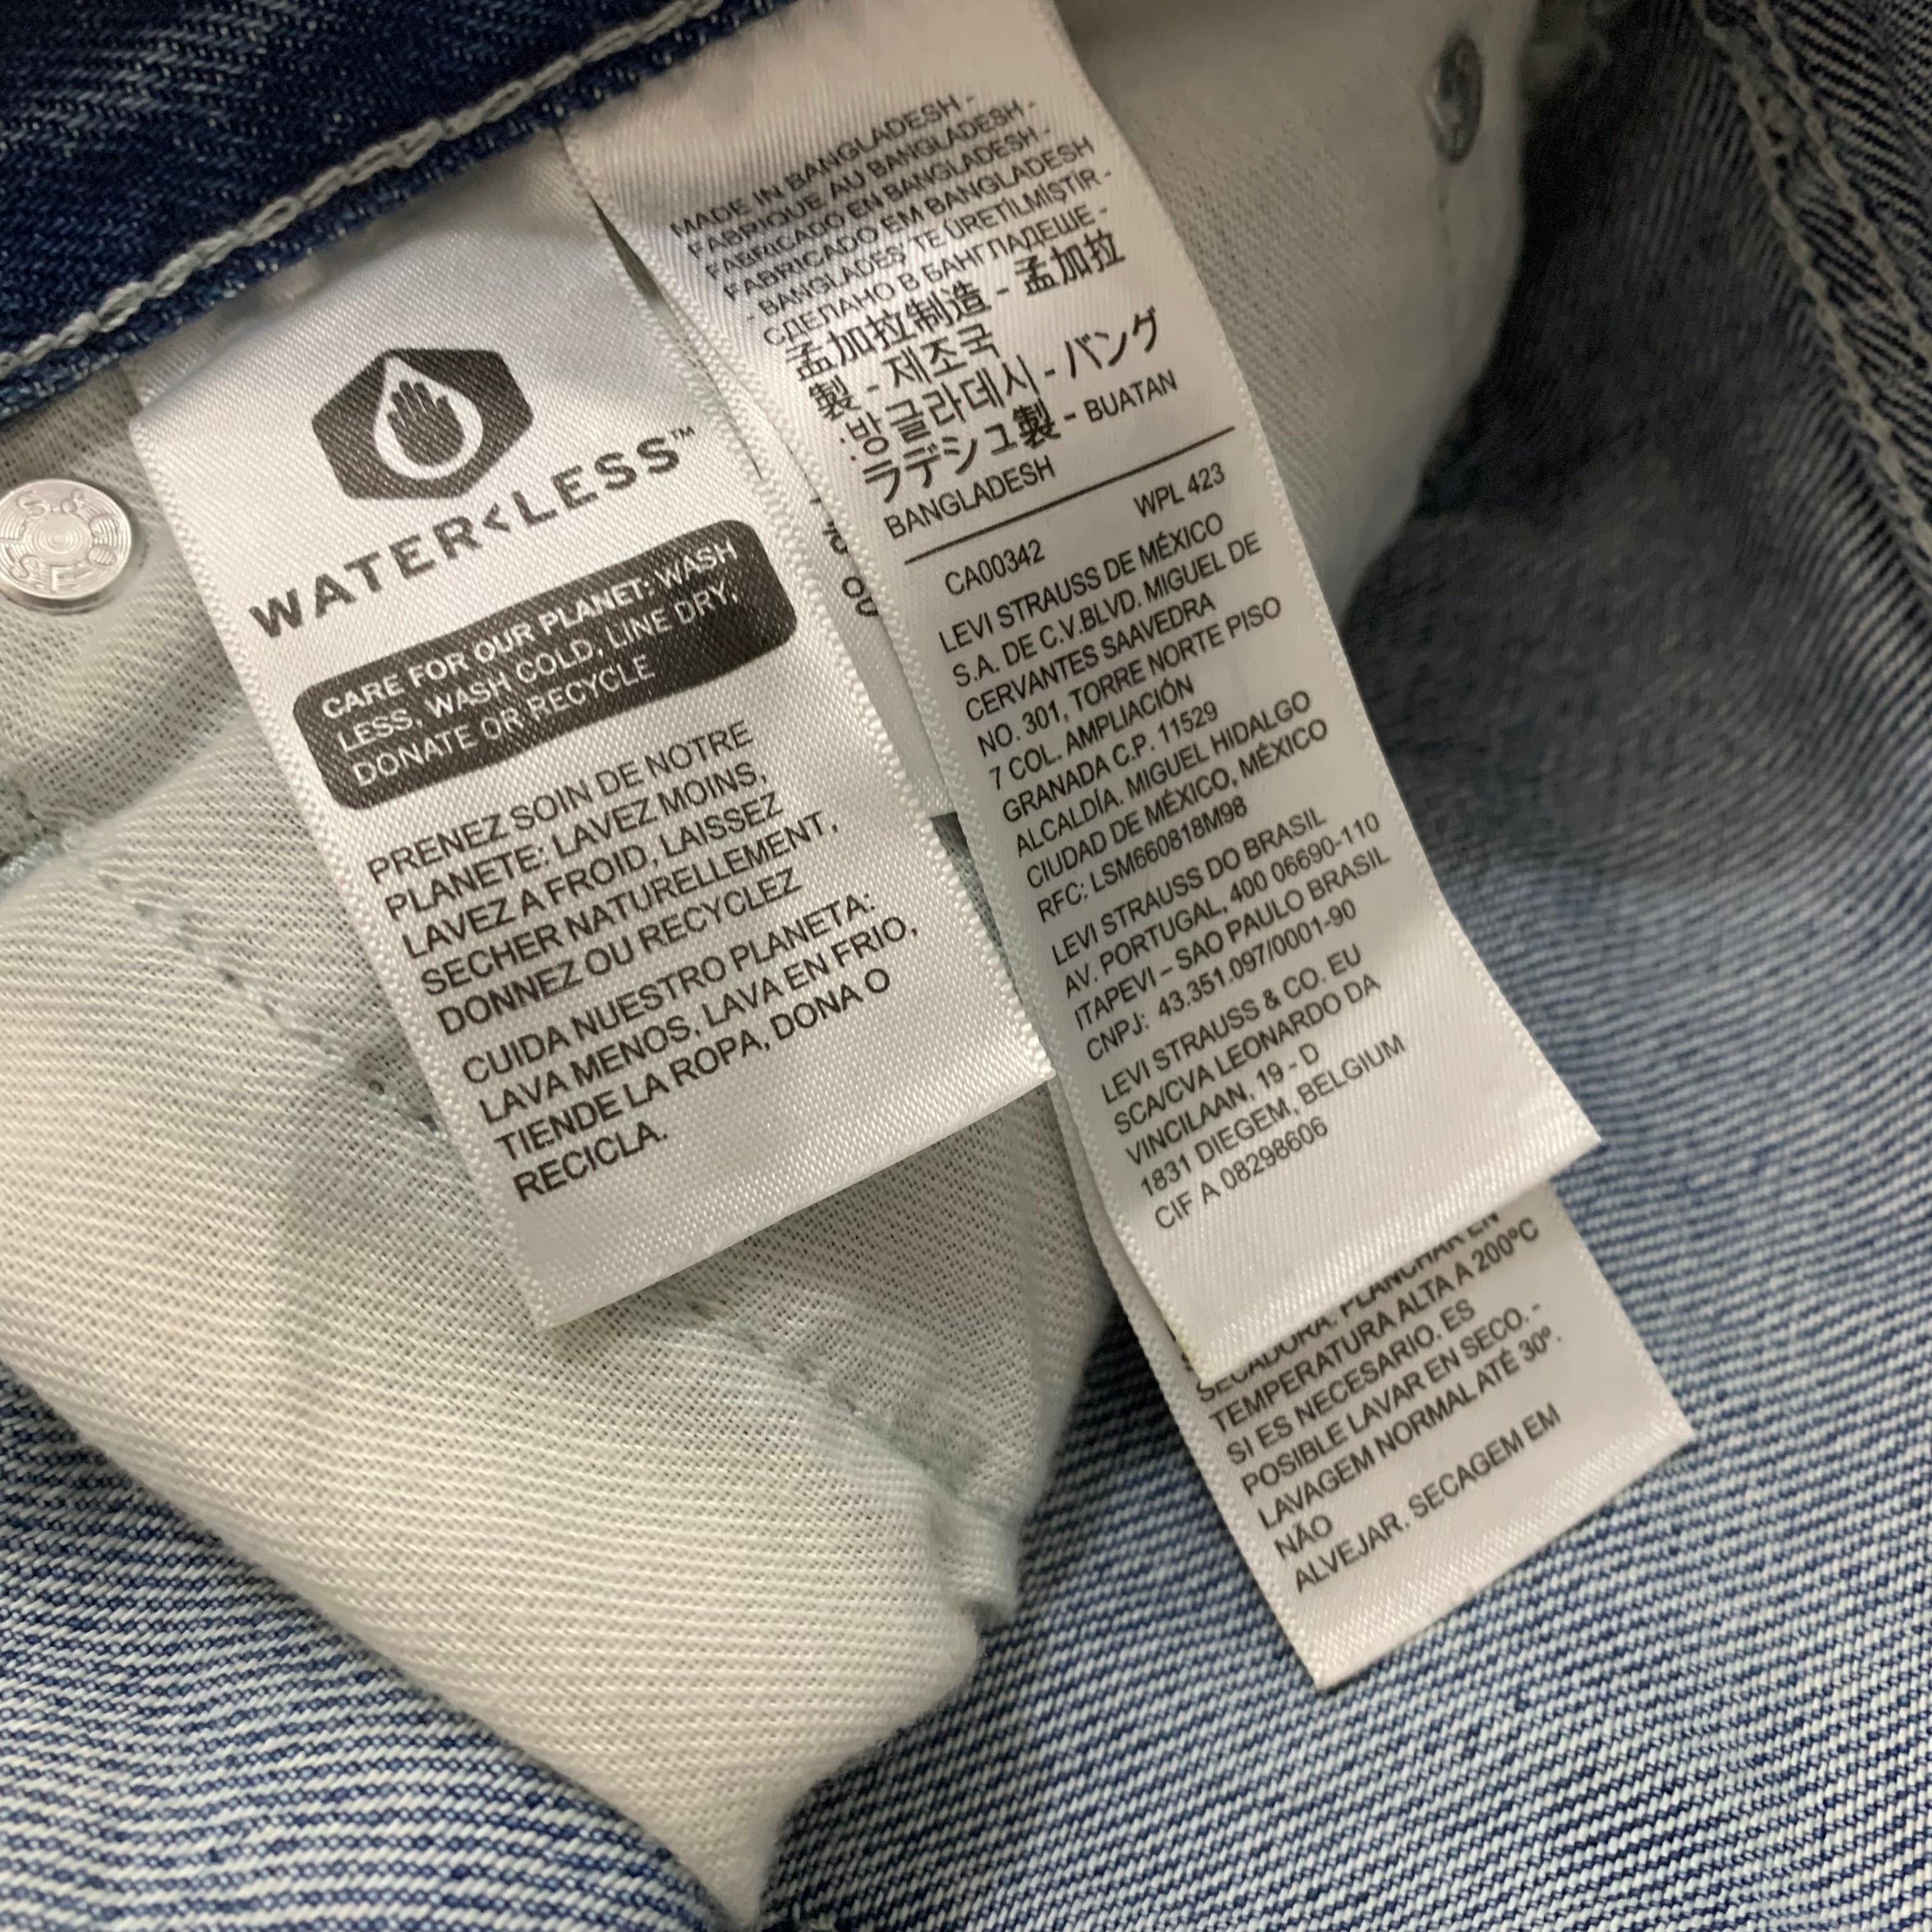 WATER<LESS™
CARE FOR OUR PLANET: WASH
LESS, WASH COLD, LINE DRY,
DONATE OR RECYCLE
PRENEZ SOIN DE NOTRE
PLANETE: LAVEZ MOINS,
LAVEZ A FROID, LAISSEZ
SECHER NATURELLEMENT,
DONNEZ OU RECYCLEZ
CUIDA NUESTRO PLANETA:
LAVA MENOS, LAVA EN FRIO,
TIENDE LA ROPA, DONA O
RECICLA.
MADE IN BANGLADESH -
FABRIQUE AU BANGLADESH -
FABRICADO EN BANGLADESH -
FABRICADO EM BANGLADESH
- BANGLADEŞ' TE ÜRETİLMİŞTİR -
СДЕЛАНО В БАНГЛАДЕШЕ -
孟加拉制造 - 孟加拉
製 - 제조국
:방글라데시 - バング
ラデシュ製 - BUATAN
BANGLADESH
CA00342 WPL 423
LEVI STRAUSS DE MÉXICO
S.A. DE C.V.BLVD. MIGUEL DE
CERVANTES SAAVEDRA
NO. 301, TORRE NORTE PISO
7 COL. AMPLIACIÓN
GRANADA C.P. 11529
ALCALDÍA. MIGUEL HIDALGO
CIUDAD DE MÉXICO, MÉXICO
RFC: LSM660818M98
LEVI STRAUSS DO BRASIL
AV. PORTUGAL, 400 06690-110
ITAPEVI – SAO PAULO BRASIL
CNPJ: 43.351.097/0001-90
LEVI STRAUSS & CO. EU
SCA/CVA LEONARDO DA
VINCILAAN, 19 - D
1831 DIEGEM, BELGIUM
CIF A 08298606
SECADORA. PLANCHAR EN
TEMPERATURA ALTA A 200ºC
SI ES NECESARIO. ES
POSIBLE LAVAR EN SECO. -
LAVAGEM NORMAL ATÉ 30º.
NÃO
ALVEJAR. SECAGEM EM